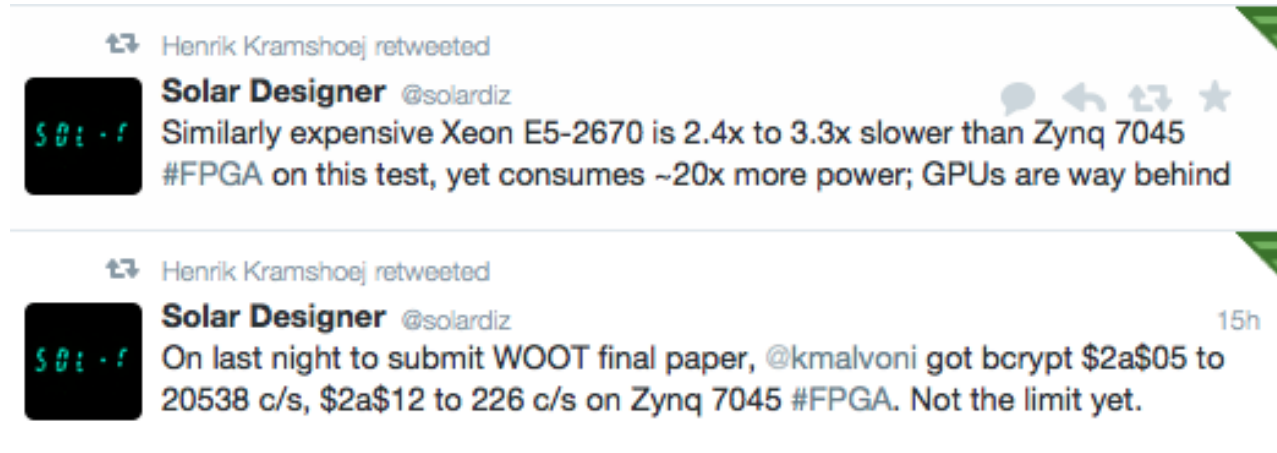 Henrik Kramshoej retweeted
Solar Designer @solardiz
Similarly expensive Xeon E5-2670 is 2.4x to 3.3x slower than Zynq 7045
#FPGA on this test, yet consumes ~20x more power; GPUs are way behind
Henrik Kramshoej retweeted
Solar Designer @solardiz 15h
On last night to submit WOOT final paper, @kmalvoni got bcrypt $2a$05 to
20538 c/s, $2a$12 to 226 c/s on Zynq 7045 #FPGA. Not the limit yet.